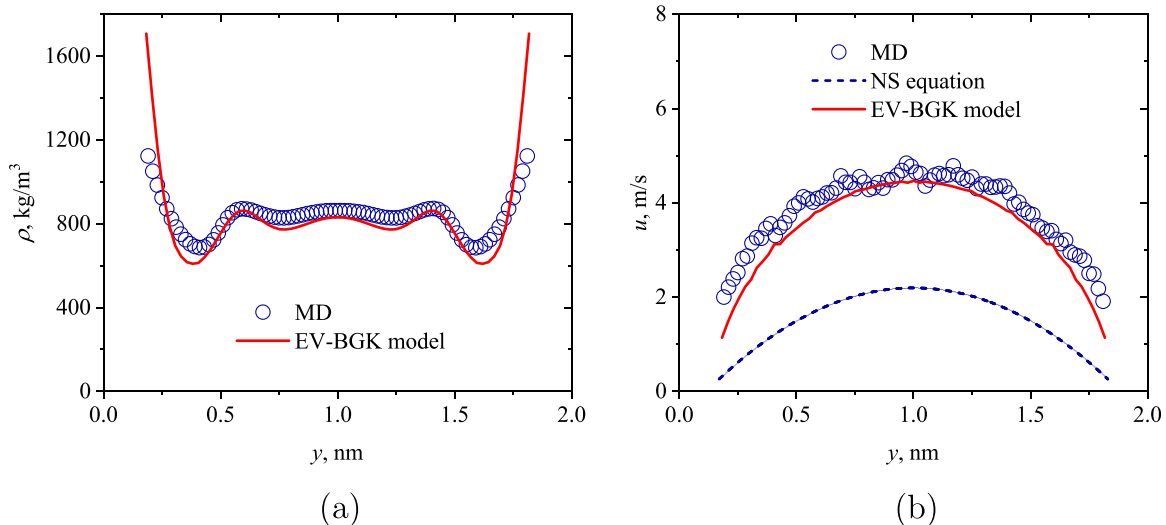 1600
1200
800
400
0
ρ, kg/m³
MD
EV-BGK model
0.0 0.5 1.0 1.5 2.0
y, nm
(a)
8
6
4
2
0
u, m/s
MD
NS equation
EV-BGK model
0.0 0.5 1.0 1.5 2.0
y, nm
(b)